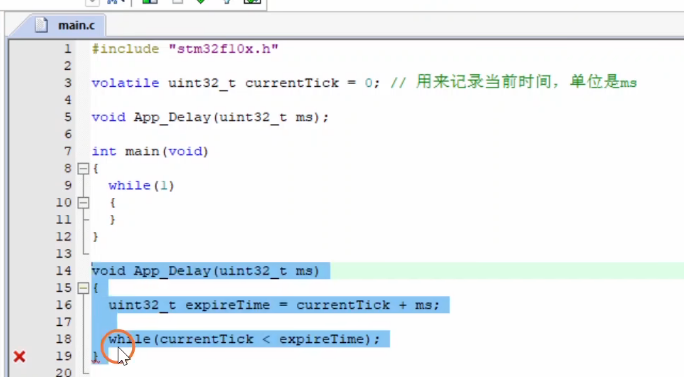 main.c
1 #include "stm32f10x.h"
2
3 volatile uint32_t currentTick = 0; // 用来记录当前时间，单位是ms
4
5 void App_Delay(uint32_t ms);
6
7 int main(void)
8 {
9 while(1)
10 {
11 }
12 }
13
14 void App_Delay(uint32_t ms)
15 {
16 uint32_t expireTime = currentTick + ms;
17
18 while(currentTick < expireTime);
19 }
20